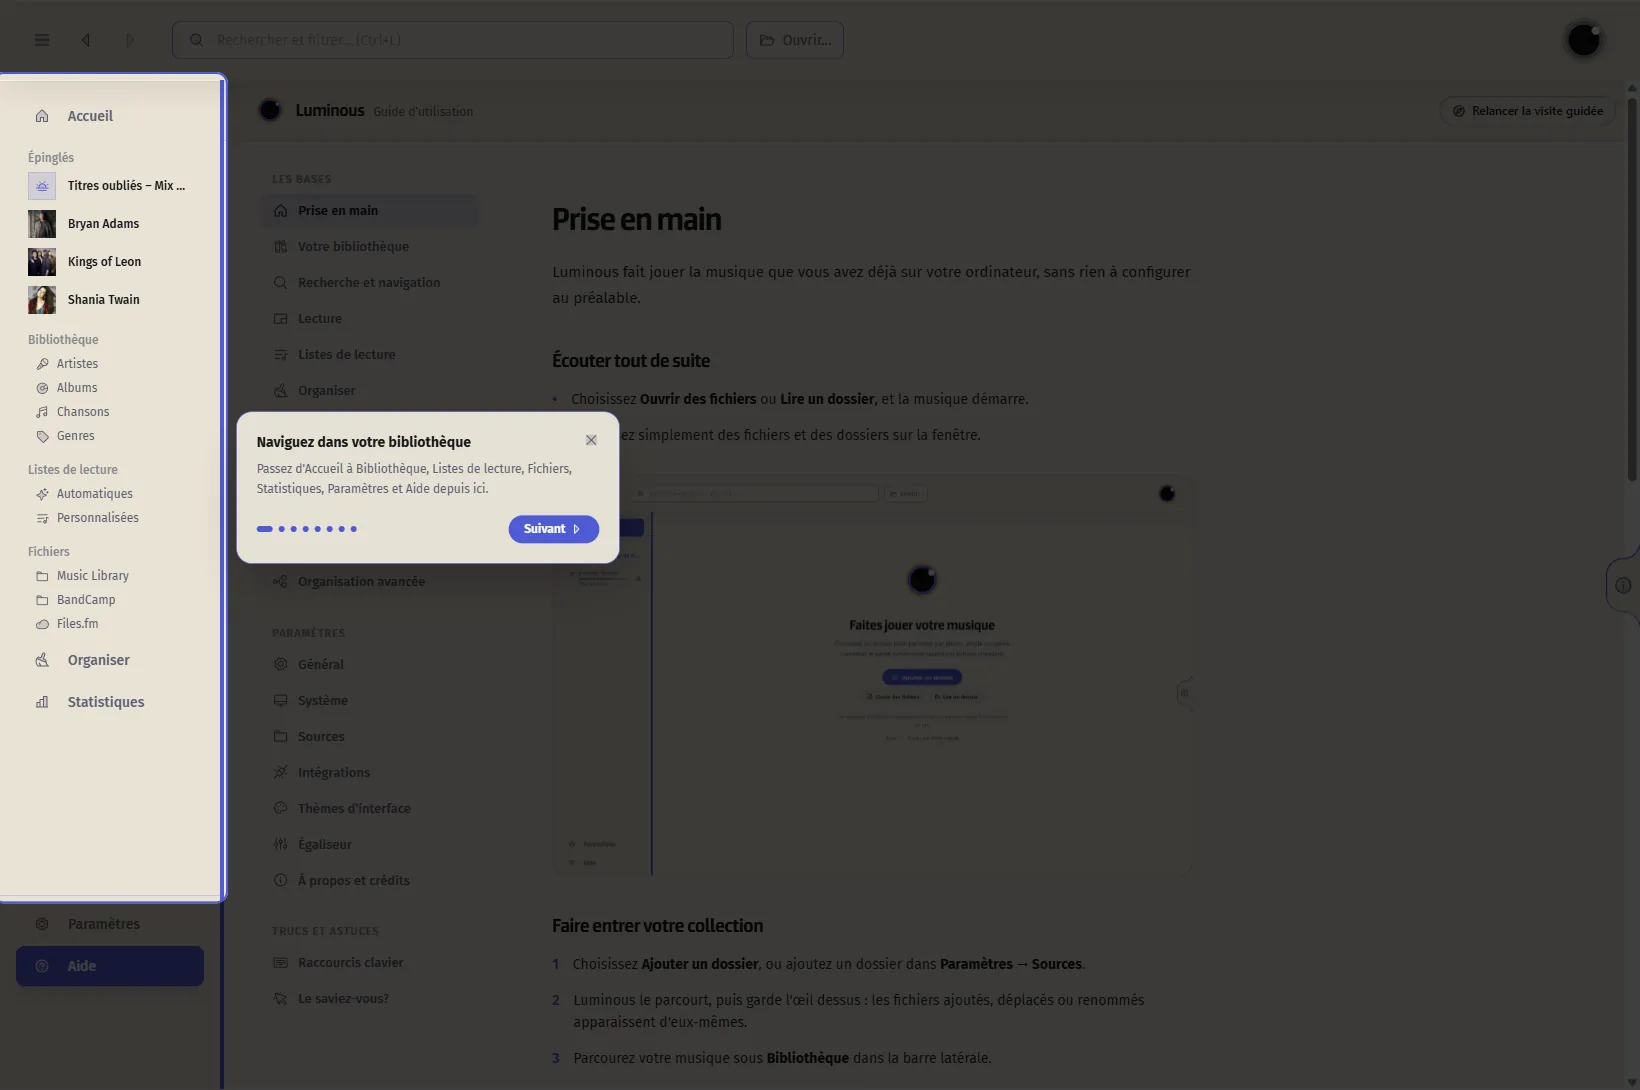 Rechercher et filtrer... (Ctrl+L)
Ouvrir...
Accueil
Épinglés
Titres oubliés – Mix ...
Bryan Adams
Kings of Leon
Shania Twain
Bibliothèque
Artistes
Albums
Chansons
Genres
Listes de lecture
Automatiques
Personnalisées
Fichiers
Music Library
BandCamp
Files.fm
Organiser
Statistiques
Paramètres
Aide
Luminous Guide d'utilisation
Relancer la visite guidée
LES BASES
Prise en main
Votre bibliothèque
Recherche et navigation
Lecture
Listes de lecture
Organiser
Naviguez dans votre bibliothèque
Passez d'Accueil à Bibliothèque, Listes de lecture, Fichiers,
Statistiques, Paramètres et Aide depuis ici.
Suivant
Organisation avancée
PARAMÈTRES
Général
Système
Sources
Intégrations
Thèmes d'interface
Égaliseur
À propos et crédits
TRUCS ET ASTUCES
Raccourcis clavier
Le saviez-vous?
Prise en main
Luminous fait jouer la musique que vous avez déjà sur votre ordinateur, sans rien à configurer
au préalable.
Écouter tout de suite
• Choisissez Ouvrir des fichiers ou Lire un dossier, et la musique démarre.
simplement des fichiers et des dossiers sur la fenêtre.
Faites jouer votre musique
Faire entrer votre collection
1 Choisissez Ajouter un dossier, ou ajoutez un dossier dans Paramètres → Sources.
2 Luminous le parcourt, puis garde l'œil dessus : les fichiers ajoutés, déplacés ou renommés
apparaissent d'eux-mêmes.
3 Parcourez votre musique sous Bibliothèque dans la barre latérale.